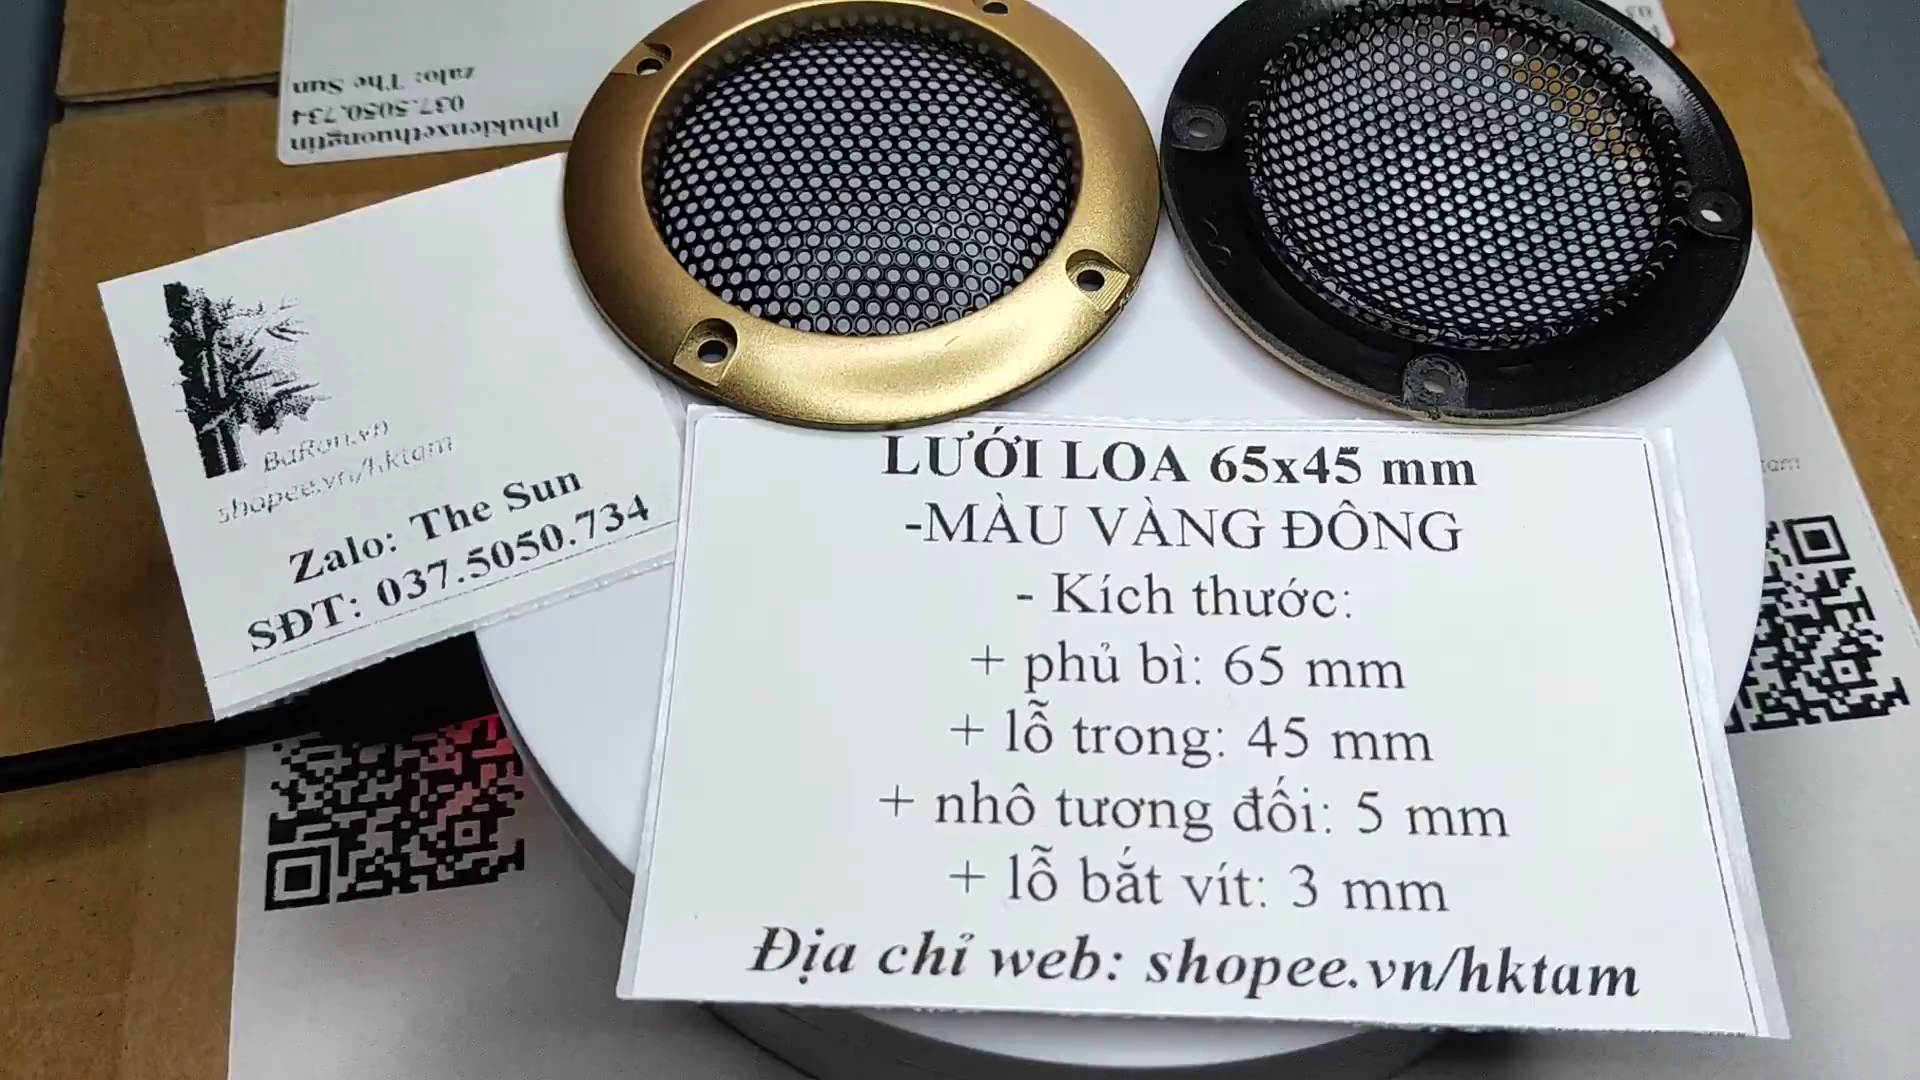 phukienxethuongtin
037.5050.734
zalo: The Sun
BaRon.vn
shopee.vn/hktam
Zalo: The Sun
SĐT: 037.5050.734
LƯỚI LOA 65x45 mm
-MÀU VÀNG ĐÔNG
- Kích thước:
+ phủ bì: 65 mm
+ lỗ trong: 45 mm
+ nhô tương đối: 5 mm
+ lỗ bắt vít: 3 mm
Địa chỉ web: shopee.vn/hktam